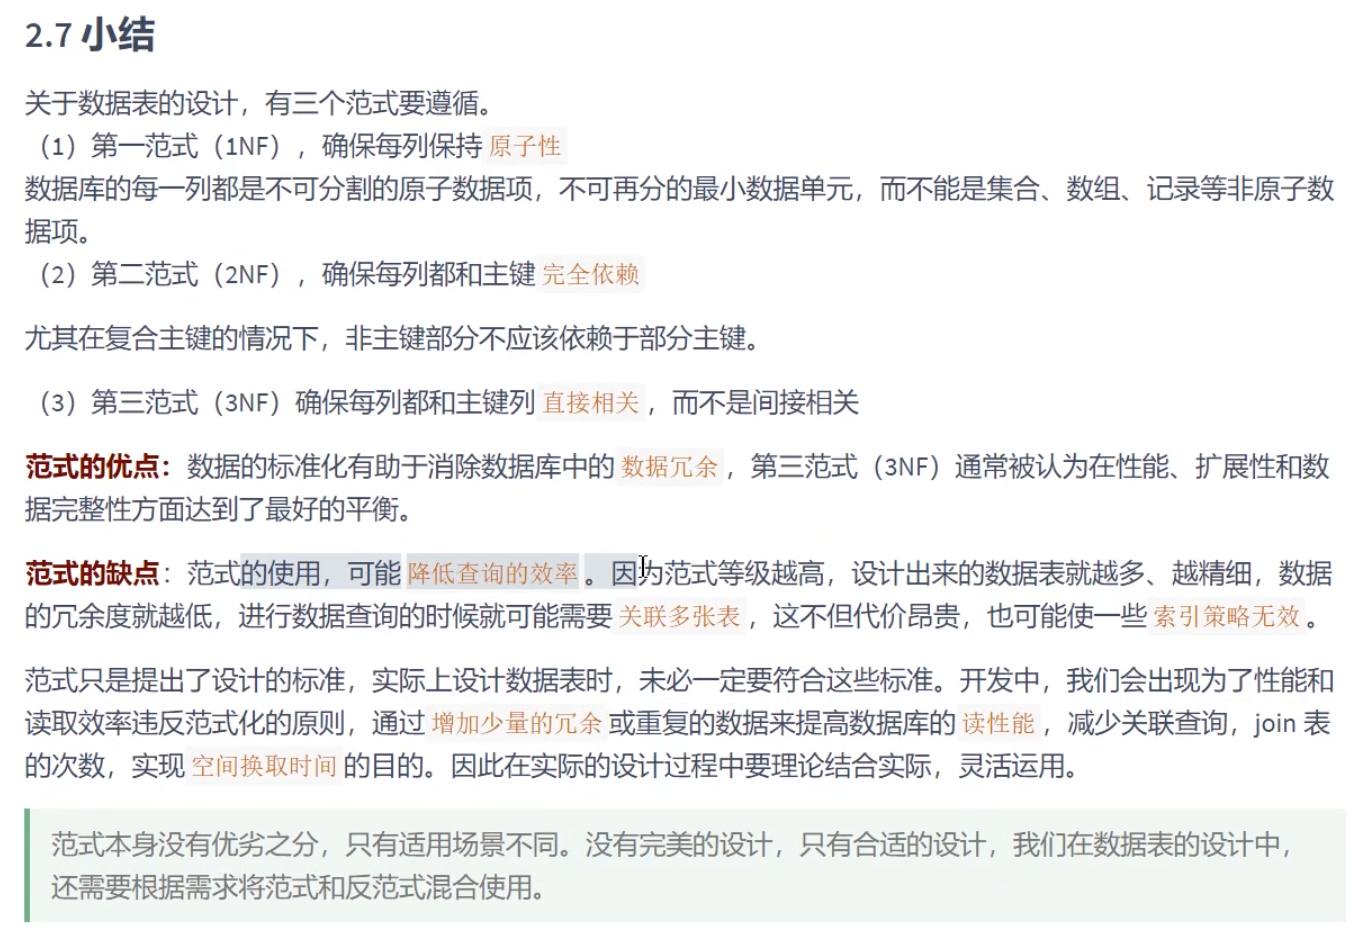 2.7 小结
关于数据表的设计，有三个范式要遵循。
（1）第一范式（1NF），确保每列保持 原子性
数据库的每一列都是不可分割的原子数据项，不可再分的最小数据单元，而不能是集合、数组、记录等非原子数
据项。
（2）第二范式（2NF），确保每列都和主键 完全依赖
尤其在复合主键的情况下，非主键部分不应该依赖于部分主键。
（3）第三范式（3NF）确保每列都和主键列 直接相关 ，而不是间接相关
范式的优点：数据的标准化有助于消除数据库中的 数据冗余 ，第三范式（3NF）通常被认为在性能、扩展性和数
据完整性方面达到了最好的平衡。
范式的缺点：范式的使用，可能 降低查询的效率 。因为范式等级越高，设计出来的数据表就越多、越精细，数据
的冗余度就越低，进行数据查询的时候就可能需要 关联多张表 ，这不但代价昂贵，也可能使一些 索引策略无效 。
范式只是提出了设计的标准，实际上设计数据表时，未必一定要符合这些标准。开发中，我们会出现为了性能和
读取效率违反范式化的原则，通过 增加少量的冗余 或重复的数据来提高数据库的 读性能 ，减少关联查询，join 表
的次数，实现 空间换取时间 的目的。因此在实际的设计过程中要理论结合实际，灵活运用。
范式本身没有优劣之分，只有适用场景不同。没有完美的设计，只有合适的设计，我们在数据表的设计中，
还需要根据需求将范式和反范式混合使用。